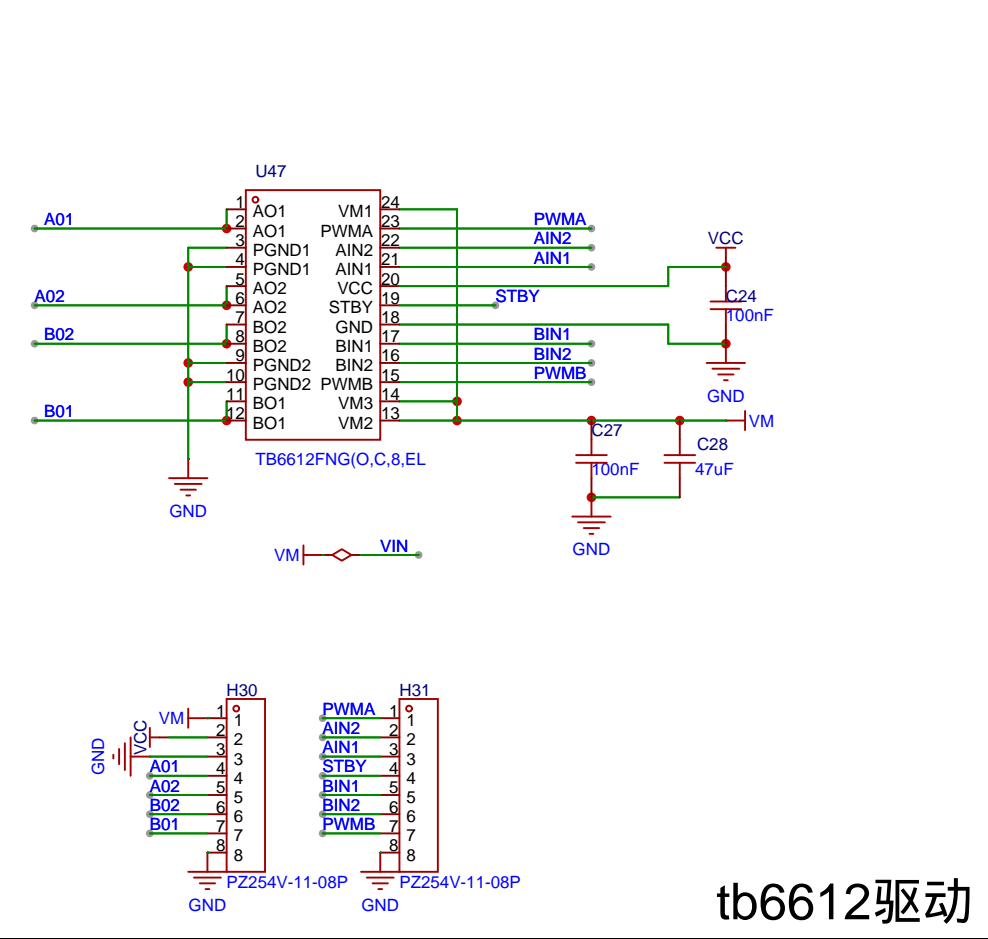 U47
1 AO1 VM1 24
A01 2 AO1 PWMA 23 PWMA
3 PGND1 AIN2 22 AIN2
4 PGND1 AIN1 21 AIN1
VCC
5 AO2 VCC 20
A02 6 AO2 STBY 19 STBY
C24
100nF
7 BO2 GND 18
B02 8 BO2 BIN1 17 BIN1
9 PGND2 BIN2 16 BIN2
10 PGND2 PWMB 15 PWMB
GND
11 BO1 VM3 14
B01 12 BO1 VM2 13
VM
C27
C28
TB6612FNG(O,C,8,EL
100nF
47uF
GND
GND
VM VIN
H30
VM 1 1
VCC 2 2
GND 3 3
A01 4 4
A02 5 5
B02 6 6
B01 7 7
8 8
PZ254V-11-08P
GND
H31
PWMA 1 1
AIN2 2 2
AIN1 3 3
STBY 4 4
BIN1 5 5
BIN2 6 6
PWMB 7 7
8 8
PZ254V-11-08P
GND
tb6612驱动